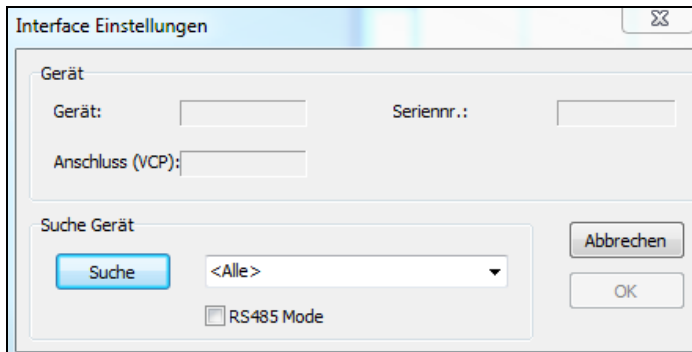 Interface Einstellungen
Gerät
Gerät:
Seriennr.:
Anschluss (VCP):
Suche Gerät
Suche
<Alle>
Abbrechen
RS485 Mode
OK